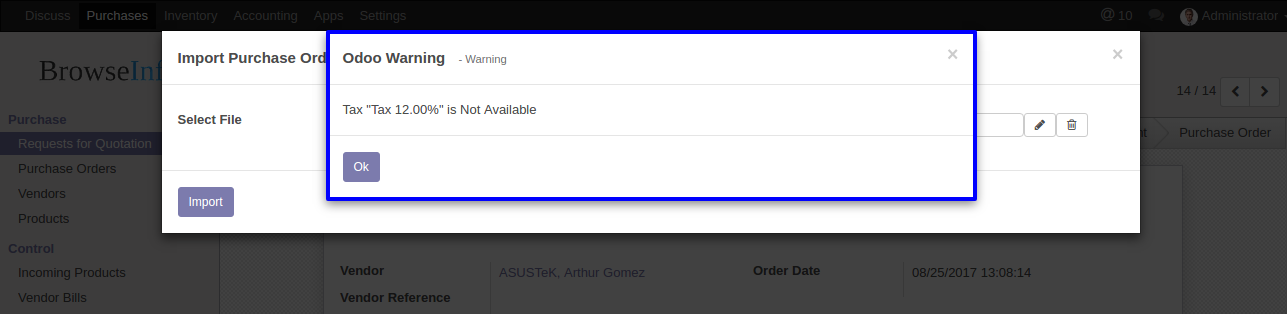 Discuss Purchases Inventory Accounting Apps Settings @ 10 Administrator
Import Purchase Ord
Odoo Warning - Warning × ×
BrowseInf
14 / 14
Tax "Tax 12.00%" is Not Available
Select File
Purchase
Requests for Quotation
Purchase Order
Purchase Orders
Ok
Vendors
Import
Products
Control
Incoming Products
Vendor ASUSTeK, Arthur Gomez Order Date 08/25/2017 13:08:14
Vendor Bills
Vendor Reference